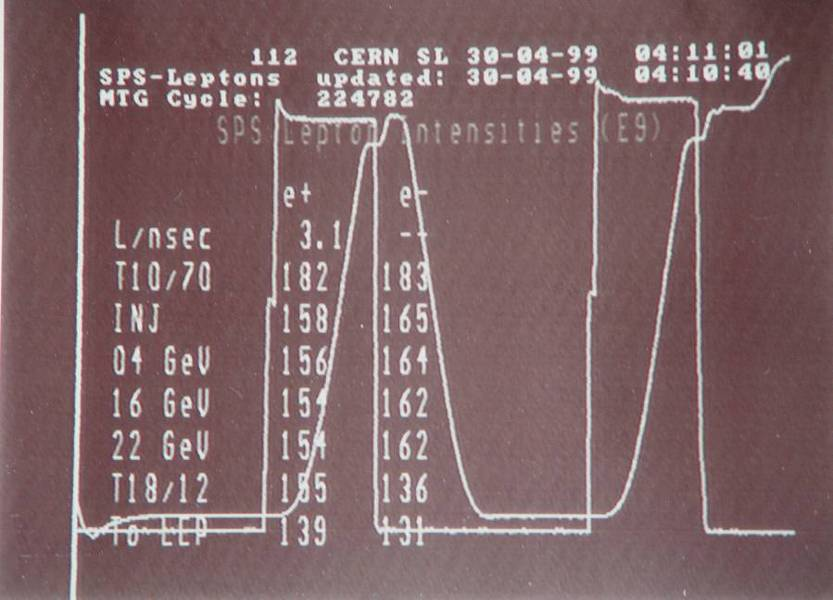 112 CERN SL 30-04-99 04:11:01
SPS-Leptons updated: 30-04-99 04:10:40
MTG Cycle: 224782
SPS Lepton Intensities (E9)
e+ e-
L/nsec 3.1 --
T10/70 182 183
INJ 158 165
04 GeV 156 164
16 GeV 154 162
22 GeV 154 162
T18/12 155 136
To LEP 139 131